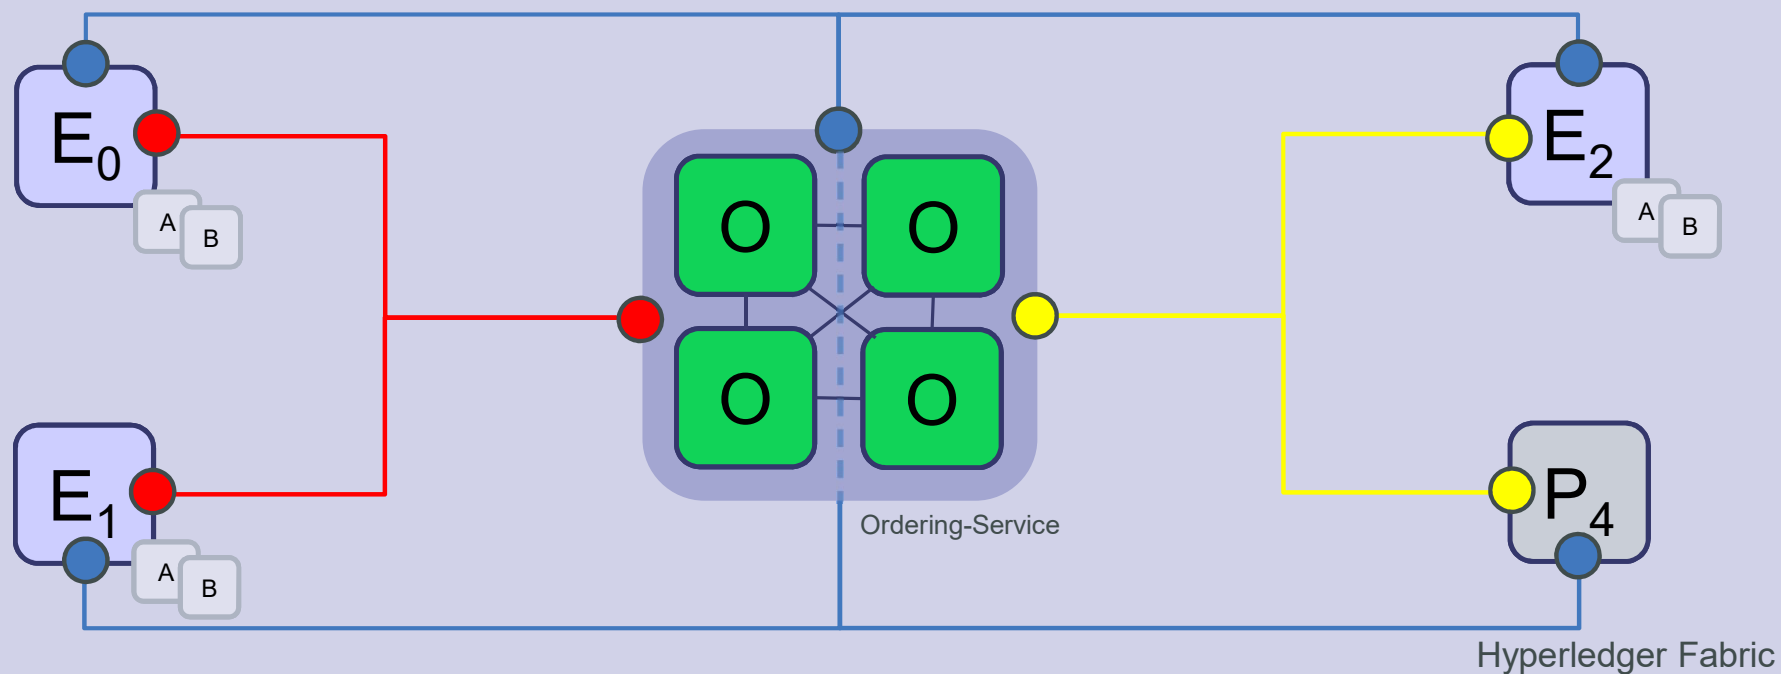 E0
A
B
E1
A
B
O
O
O
O
Ordering-Service
E2
A
B
P4
Hyperledger Fabric